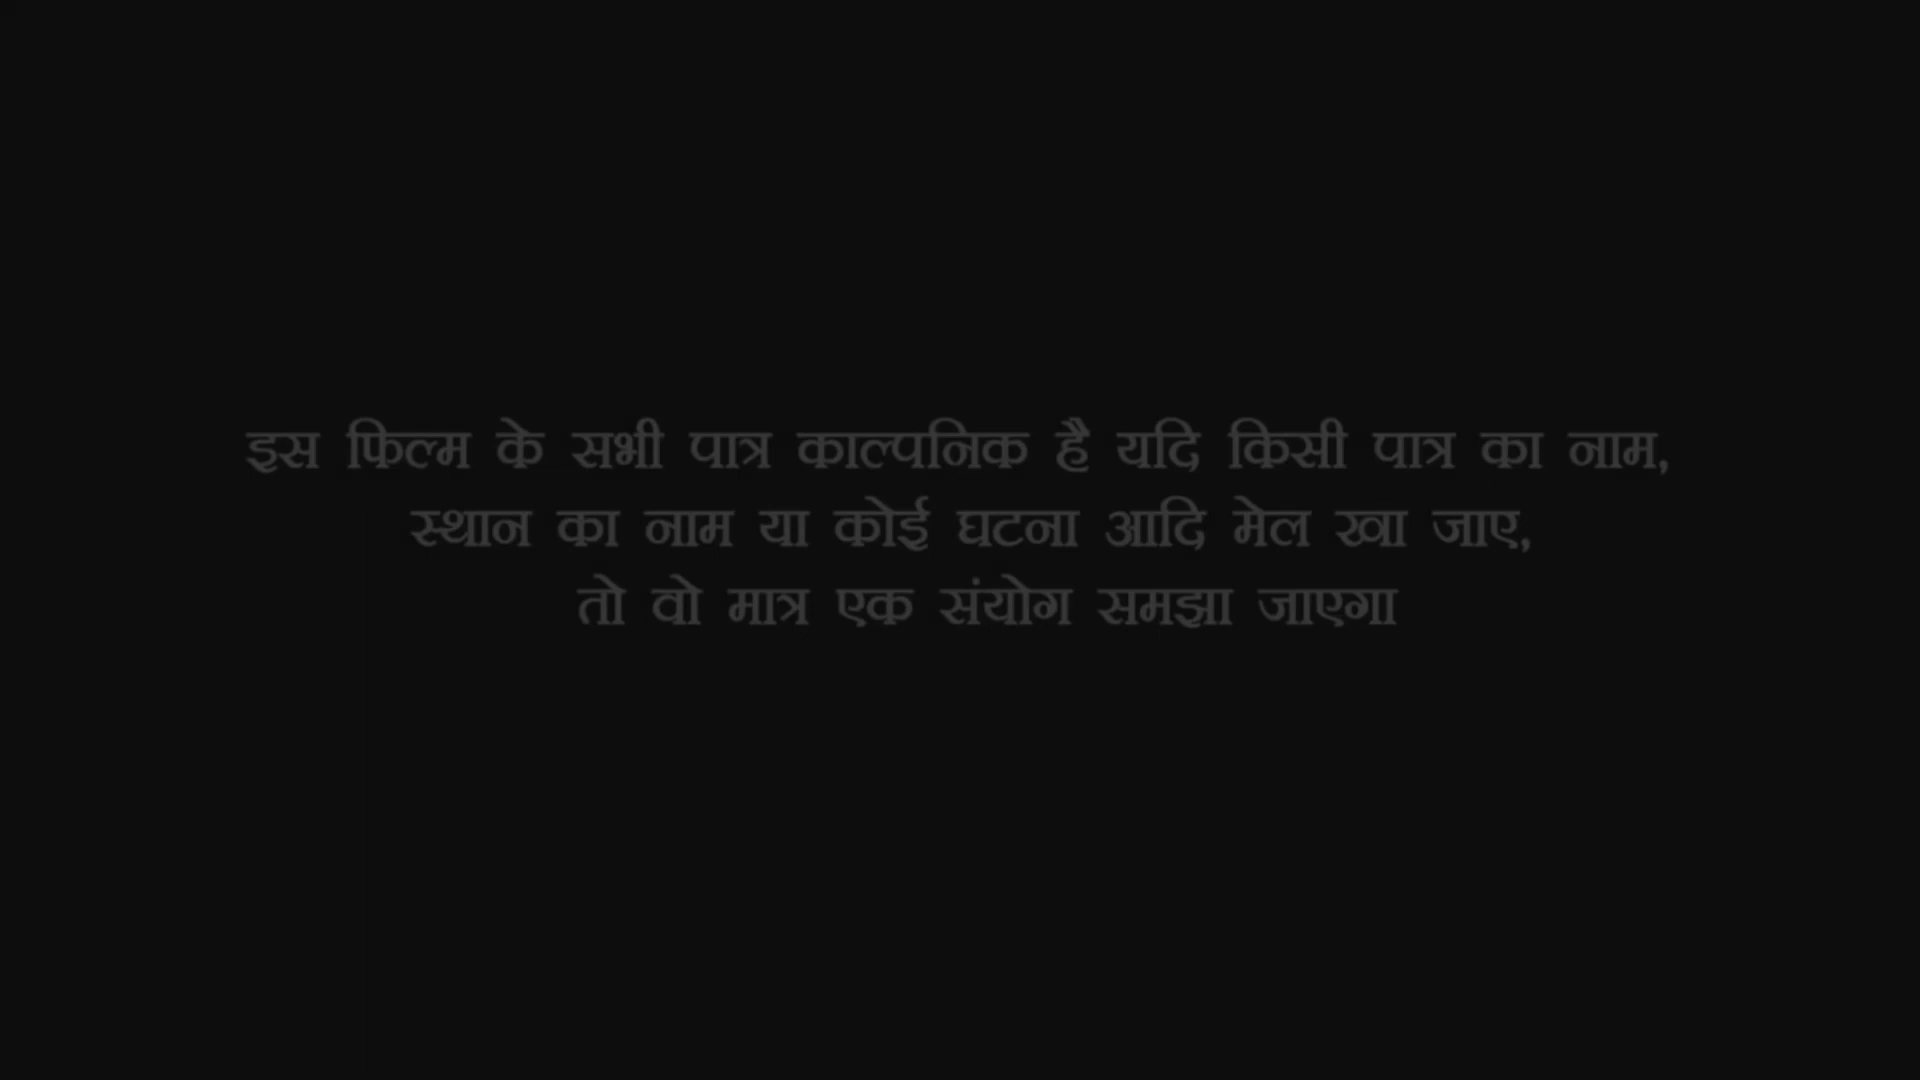 इस फिल्म के सभी पात्र काल्पनिक है यदि किसी पात्र का नाम,
स्थान का नाम या कोई घटना आदि मेल खा जाए,
तो वो मात्र एक संयोग समझा जाएगा